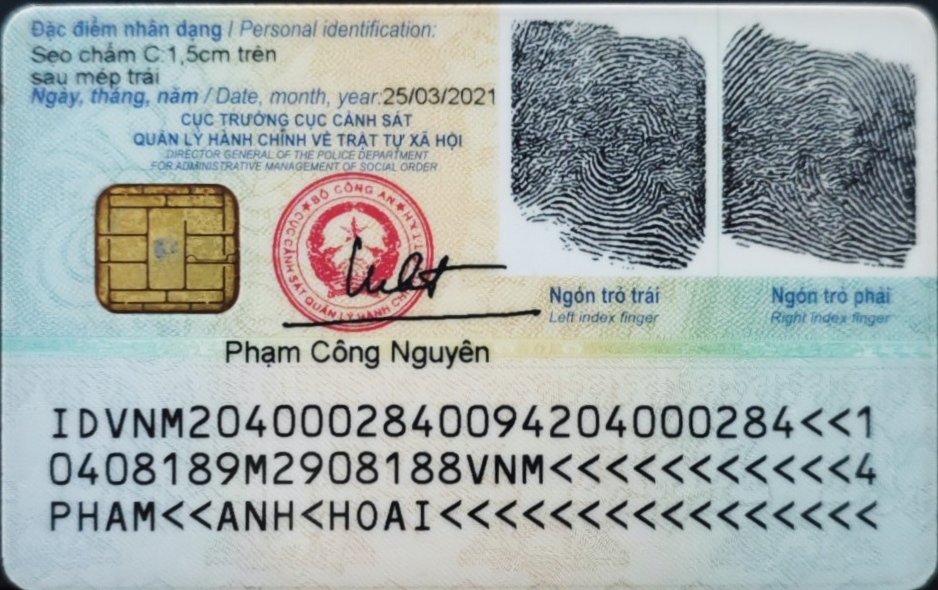 Đặc điểm nhân dạng / Personal identification:
Sẹo chấm C:1,5cm trên
sau mép trái
Ngày, tháng, năm / Date, month, year:25/03/2021
CỤC TRƯỞNG CỤC CẢNH SÁT
QUẢN LÝ HÀNH CHÍNH VỀ TRẬT TỰ XÃ HỘI
DIRECTOR GENERAL OF THE POLICE DEPARTMENT
FOR ADMINISTRATIVE MANAGEMENT OF SOCIAL ORDER
BỘ CÔNG AN
CỤC CẢNH SÁT QUẢN LÝ HÀNH CH
Ngón trỏ trái
Left index finger
Ngón trỏ phải
Right index finger
Phạm Công Nguyên
IDVNM2040002840094204000284<<1
0408189M2908188VNM<<<<<<<<<<<4
PHAM<<ANH<HOAI<<<<<<<<<<<<<<<<